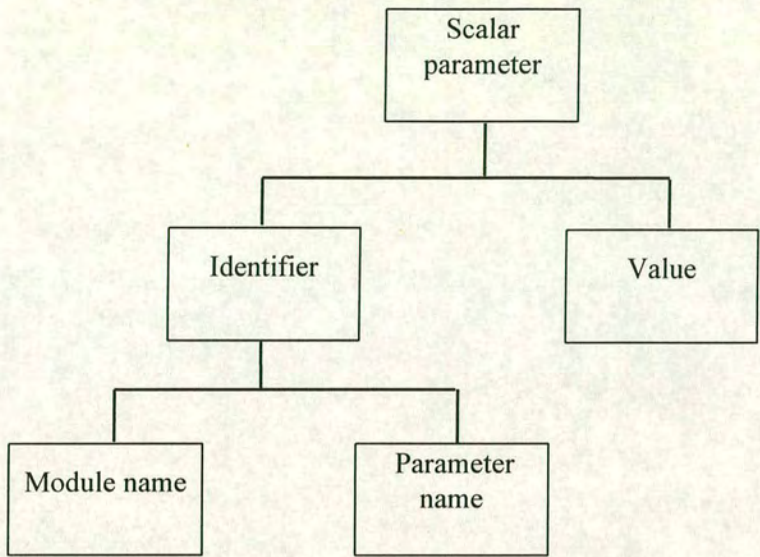 Scalar
parameter
Identifier
Value
Module name
Parameter
name